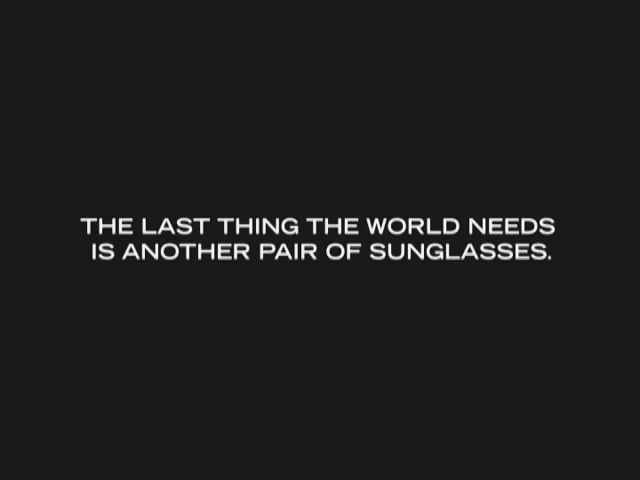 THE LAST THING THE WORLD NEEDS
IS ANOTHER PAIR OF SUNGLASSES.